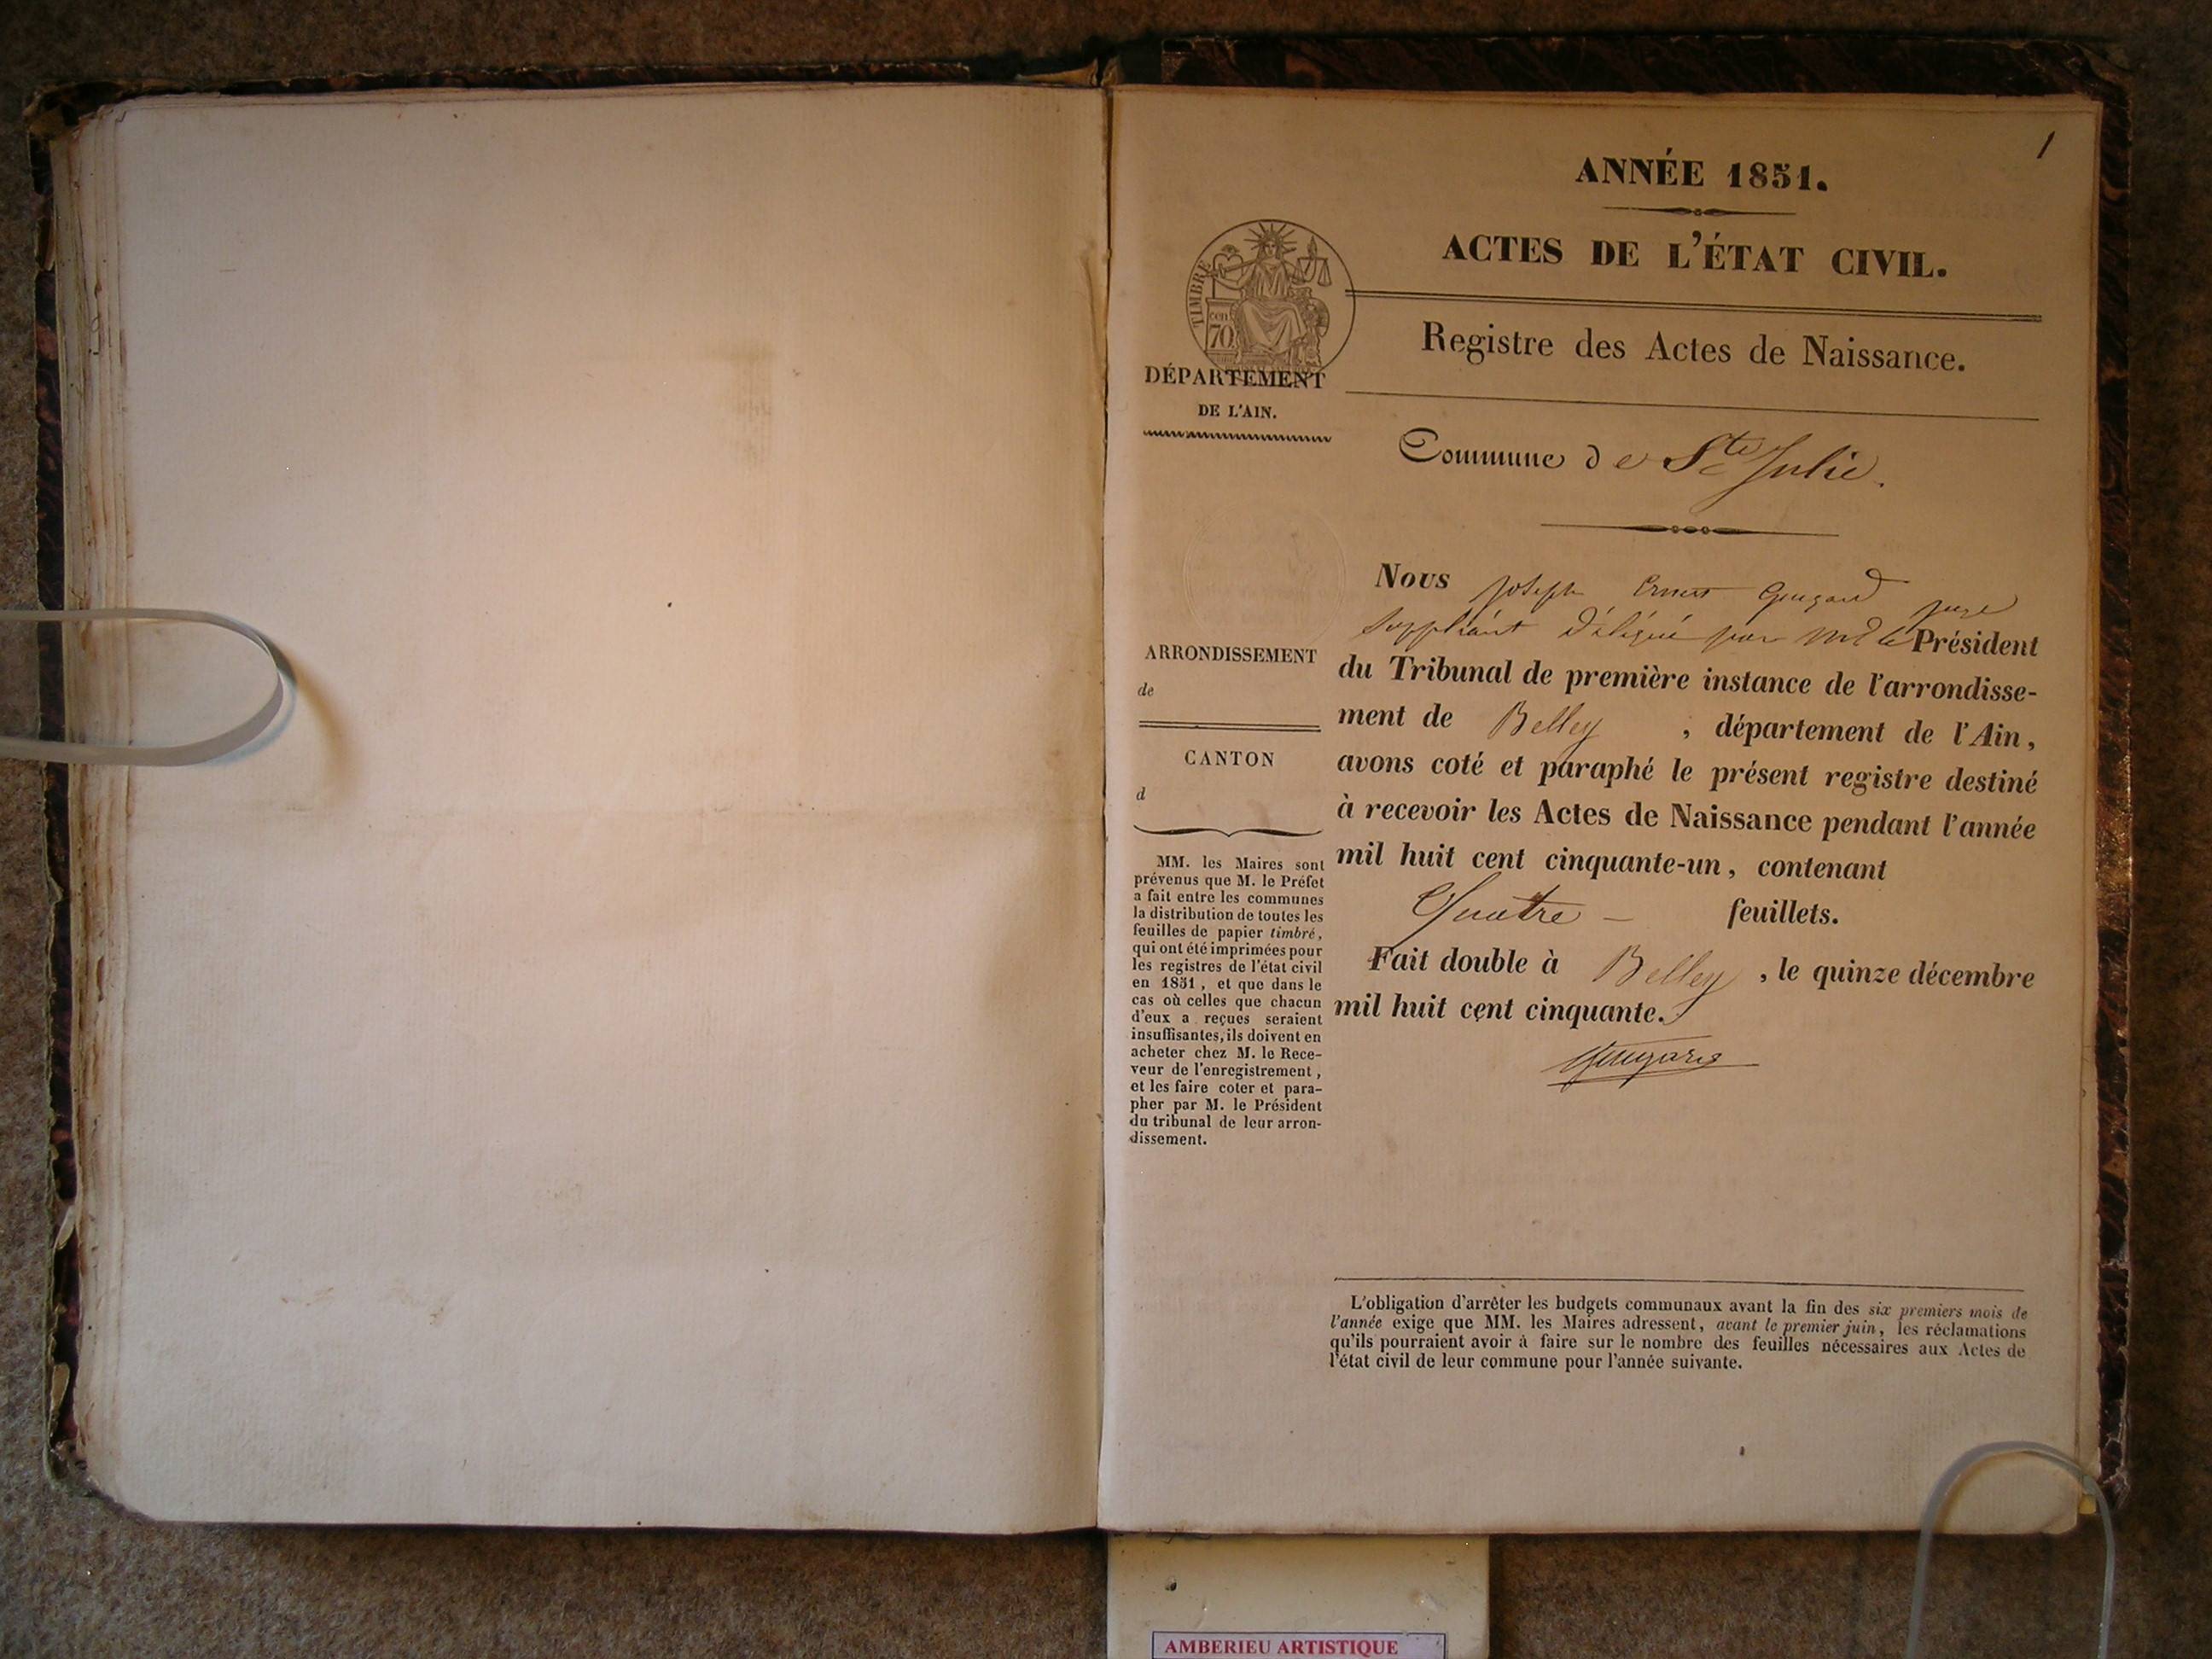 1
ANNÉE 1851.
ACTES DE L'ÉTAT CIVIL.
Registre des Actes de Naissance.
TIMBRE
cen
70
DÉPARTEMENT
DE L'AIN.
Commune de Ste Julie.
ARRONDISSEMENT
de
CANTON
d
MM. les Maires sont
prévenus que M. le Préfet
a fait entre les communes
la distribution de toutes les
feuilles de papier timbré,
qui ont été imprimées pour
les registres de l'état civil
en 1851, et que dans le
cas où celles que chacun
d'eux a reçues seraient
insuffisantes, ils doivent en
acheter chez M. le Rece-
veur de l'enregistrement,
et les faire coter et para-
pher par M. le Président
du tribunal de leur arron-
dissement.
Nous Joseph Ernest juge
suppléant délégué par Mr le Président
du Tribunal de première instance de l'arrondisse-
ment de Belley, département de l'Ain,
avons coté et paraphé le présent registre destiné
à recevoir les Actes de Naissance pendant l'année
mil huit cent cinquante-un, contenant
Quatre feuillets.
Fait double à Belley, le quinze décembre
mil huit cent cinquante.
L'obligation d'arrêter les budgets communaux avant la fin des six premiers mois de
l'année exige que MM. les Maires adressent, avant le premier juin, les réclamations
qu'ils pourraient avoir à faire sur le nombre des feuilles nécessaires aux Actes de
l'état civil de leur commune pour l'année suivante.
AMBERIEU ARTISTIQUE